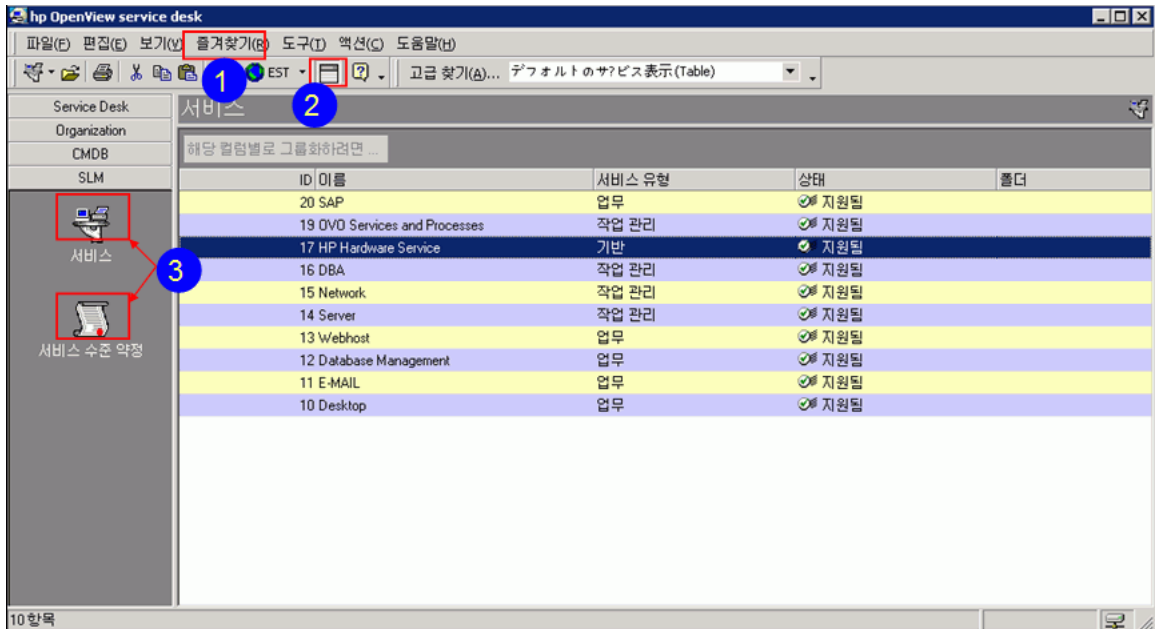 hp OpenView service desk
파일(F) 편집(E) 보기(V) 즐겨찾기(R) 도구(T) 액션(C) 도움말(H)
1 EST 2 고급 찾기(A)... デフォルトのサ?ビス表示(Table)
Service Desk
Organization
CMDB
SLM
서비스
서비스 수준 약정
3
서비스
해당 컬럼별로 그룹화하려면 ...
ID 이름 서비스 유형 상태 폴더
20 SAP 업무 지원됨
19 OVO Services and Processes 작업 관리 지원됨
17 HP Hardware Service 기반 지원됨
16 DBA 작업 관리 지원됨
15 Network 작업 관리 지원됨
14 Server 작업 관리 지원됨
13 Webhost 업무 지원됨
12 Database Management 업무 지원됨
11 E-MAIL 업무 지원됨
10 Desktop 업무 지원됨
10 항목